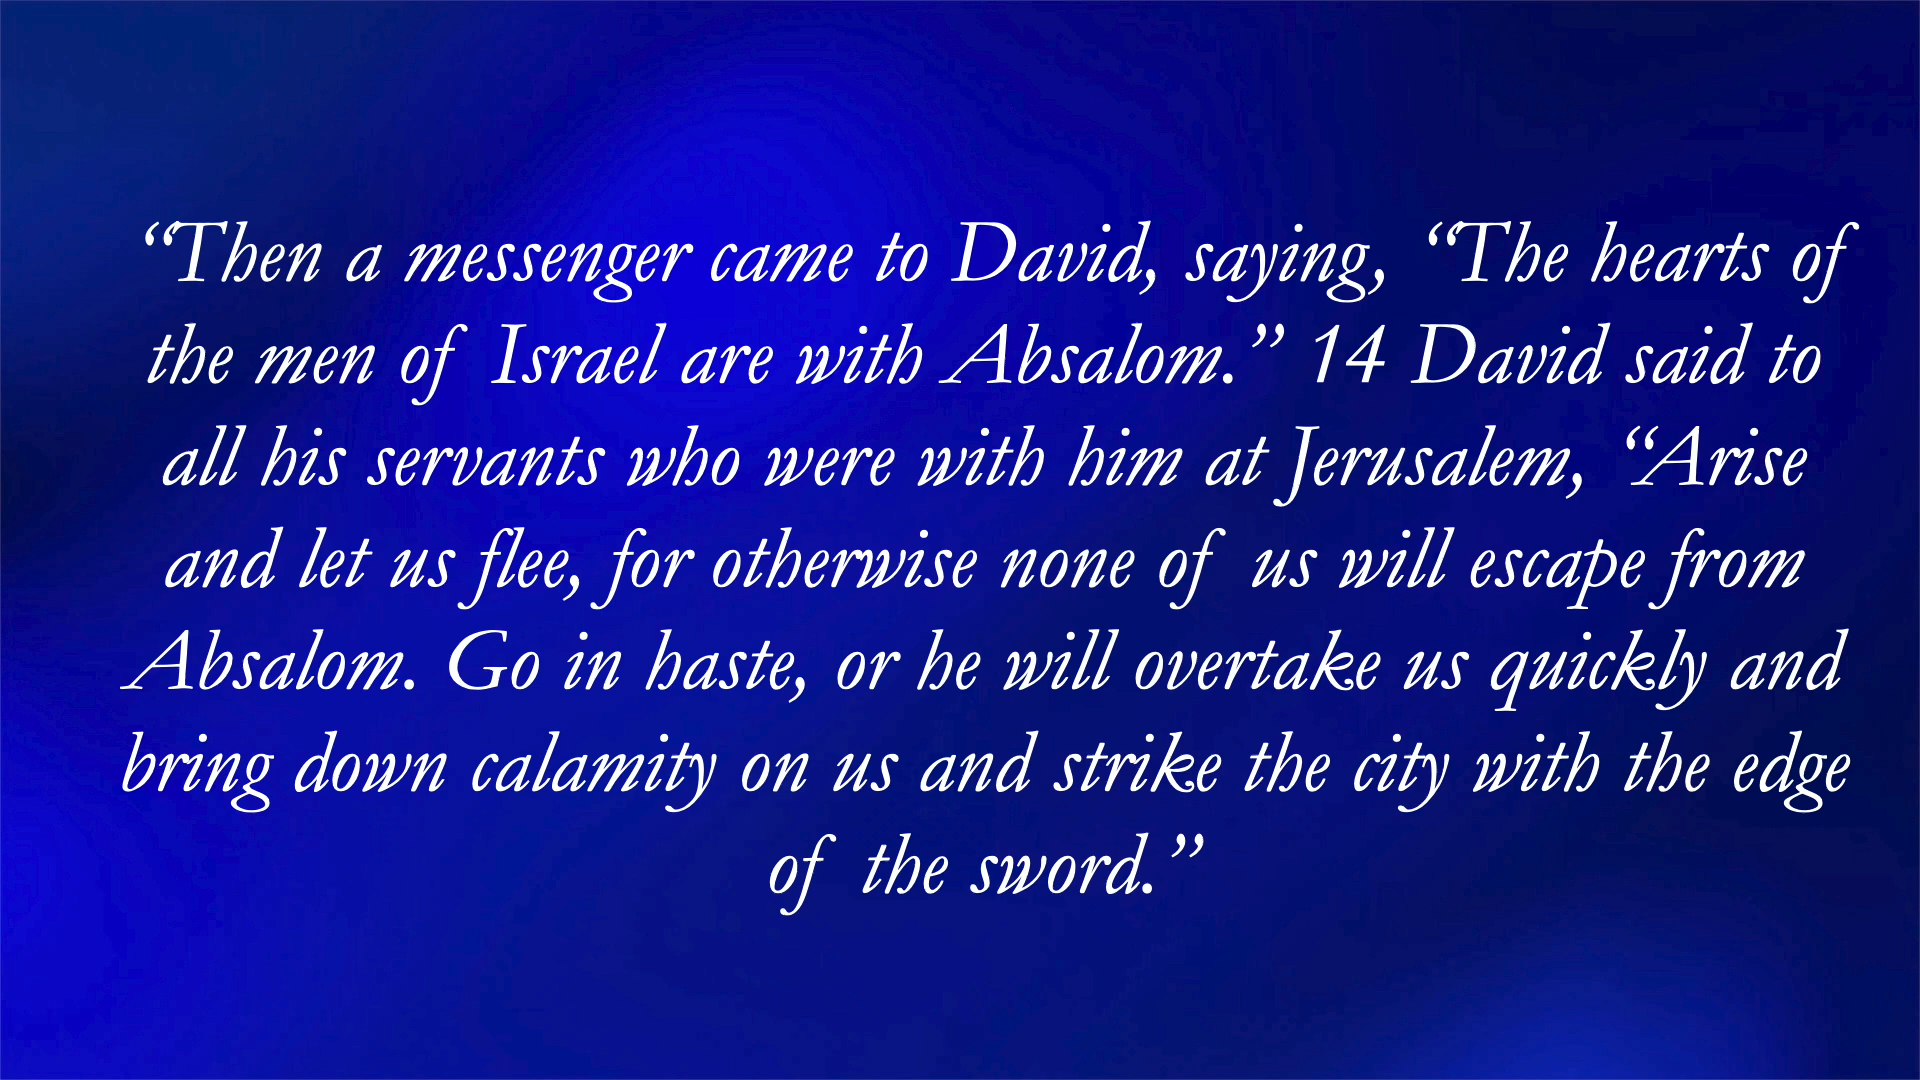 “Then a messenger came to David, saying, “The hearts of
the men of Israel are with Absalom.” 14 David said to
all his servants who were with him at Jerusalem, “Arise
and let us flee, for otherwise none of us will escape from
Absalom. Go in haste, or he will overtake us quickly and
bring down calamity on us and strike the city with the edge
of the sword.”